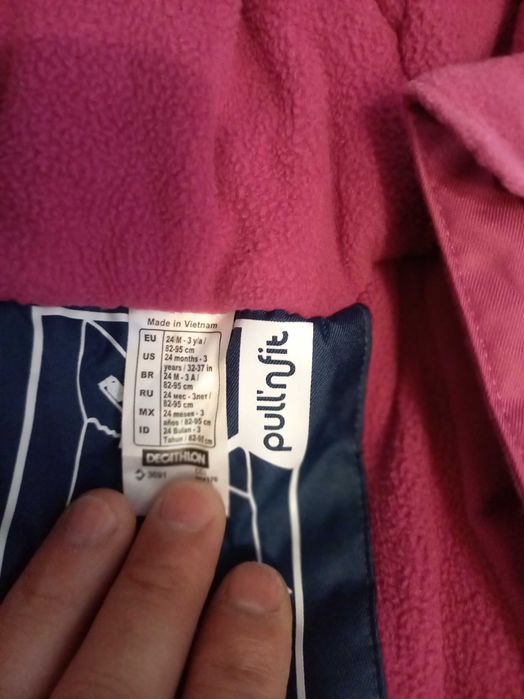 Made in Vietnam
EU 24 M - 3 y/a / 82-95 cm
US 24 months - 3 years / 32-37 in
BR 24 M - 3 A / 82-95 cm
RU 24 мес - 3лет / 82-95 cm
MX 24 meses - 3 años / 82-95 cm
ID 24 Bulan - 3 Tahun / 82-95 cm
DECATHLON
3691
pull'nfit